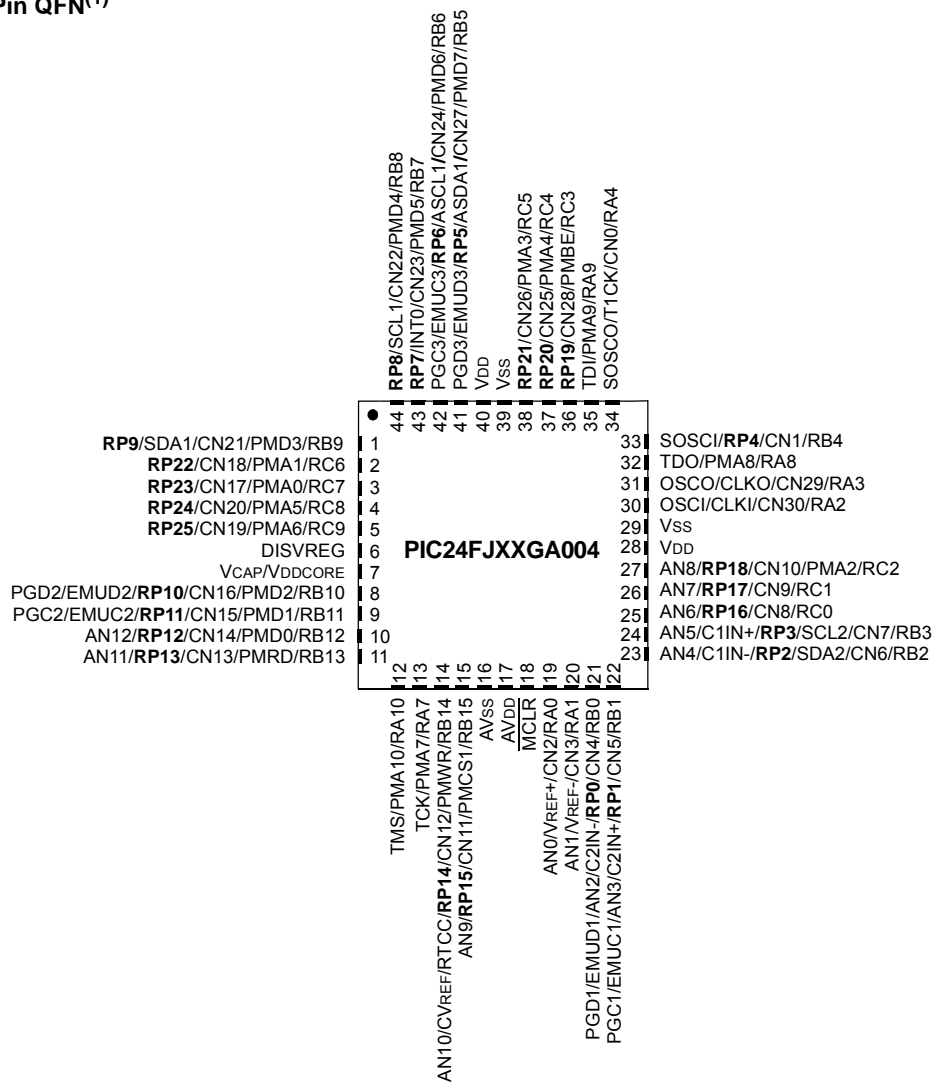 Pin QFN(1)
RP8/SCL1/CN22/PMD4/RB8
RP7/INT0/CN23/PMD5/RB7
PGC3/EMUC3/RP6/ASCL1/CN24/PMD6/RB6
PGD3/EMUD3/RP5/ASDA1/CN27/PMD7/RB5
VDD
VSS
RP21/CN26/PMA3/RC5
RP20/CN25/PMA4/RC4
RP19/CN28/PMBE/RC3
TDI/PMA9/RA9
SOSCO/T1CK/CN0/RA4
44 43 42 41 40 39 38 37 36 35 34
RP9/SDA1/CN21/PMD3/RB9 1
RP22/CN18/PMA1/RC6 2
RP23/CN17/PMA0/RC7 3
RP24/CN20/PMA5/RC8 4
RP25/CN19/PMA6/RC9 5
DISVREG 6
VCAP/VDDCORE 7
PGD2/EMUD2/RP10/CN16/PMD2/RB10 8
PGC2/EMUC2/RP11/CN15/PMD1/RB11 9
AN12/RP12/CN14/PMD0/RB12 10
AN11/RP13/CN13/PMRD/RB13 11
PIC24FJXXGA004
33 SOSCI/RP4/CN1/RB4
32 TDO/PMA8/RA8
31 OSCO/CLKO/CN29/RA3
30 OSCI/CLKI/CN30/RA2
29 VSS
28 VDD
27 AN8/RP18/CN10/PMA2/RC2
26 AN7/RP17/CN9/RC1
25 AN6/RP16/CN8/RC0
24 AN5/C1IN+/RP3/SCL2/CN7/RB3
23 AN4/C1IN-/RP2/SDA2/CN6/RB2
12 13 14 15 16 17 18 19 20 21 22
TMS/PMA10/RA10
TCK/PMA7/RA7
AN10/CVREF/RTCC/RP14/CN12/PMWR/RB14
AN9/RP15/CN11/PMCS1/RB15
AVSS
AVDD
MCLR
AN0/VREF+/CN2/RA0
AN1/VREF-/CN3/RA1
PGD1/EMUD1/AN2/C2IN-/RP0/CN4/RB0
PGC1/EMUC1/AN3/C2IN+/RP1/CN5/RB1